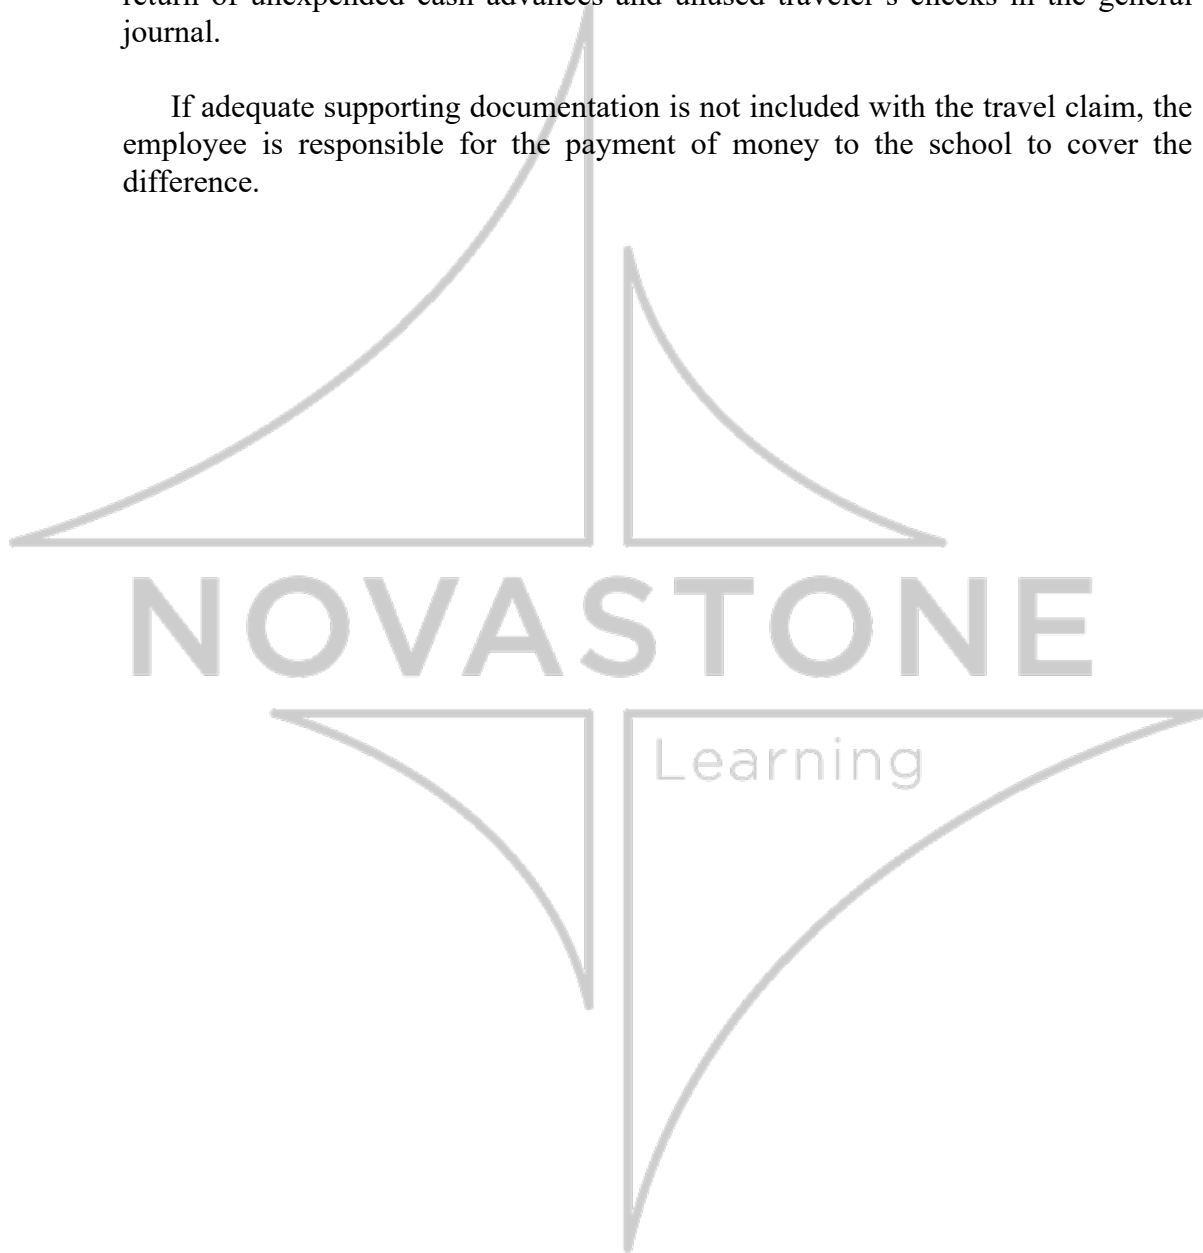 return of unexpended cash advances and unused traveler's checks in the general
journal.
If adequate supporting documentation is not included with the travel claim, the
employee is responsible for the payment of money to the school to cover the
difference.
NOVASTONE
Learning